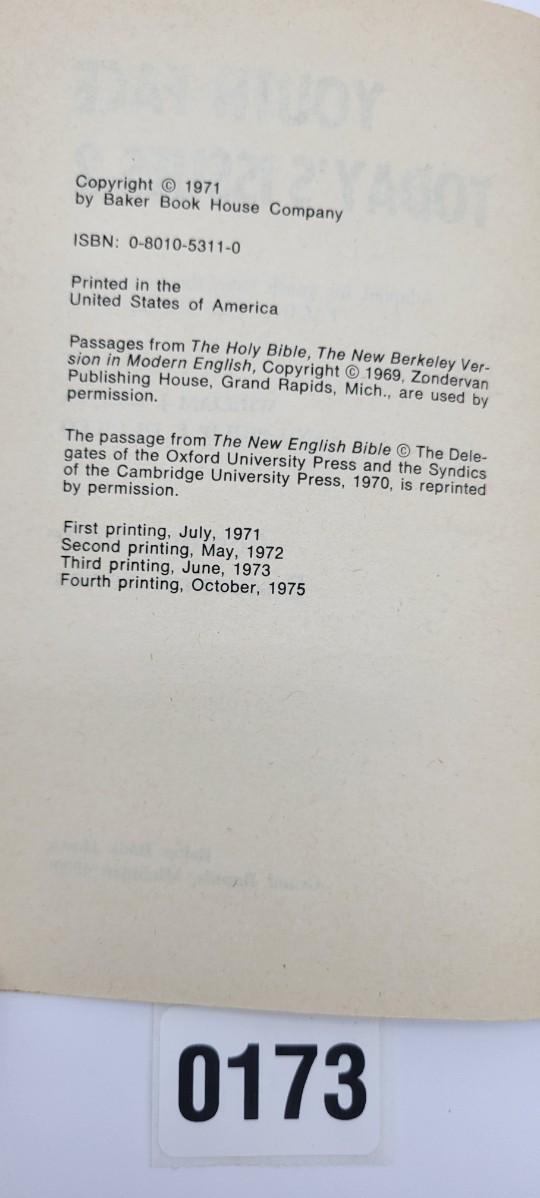 Copyright © 1971
by Baker Book House Company
ISBN: 0-8010-5311-0
Printed in the
United States of America
Passages from The Holy Bible, The New Berkeley Ver-
sion in Modern English, Copyright © 1969, Zondervan
Publishing House, Grand Rapids, Mich., are used by
permission.
The passage from The New English Bible © The Dele-
gates of the Oxford University Press and the Syndics
of the Cambridge University Press, 1970, is reprinted
by permission.
First printing, July, 1971
Second printing, May, 1972
Third printing, June, 1973
Fourth printing, October, 1975
0173